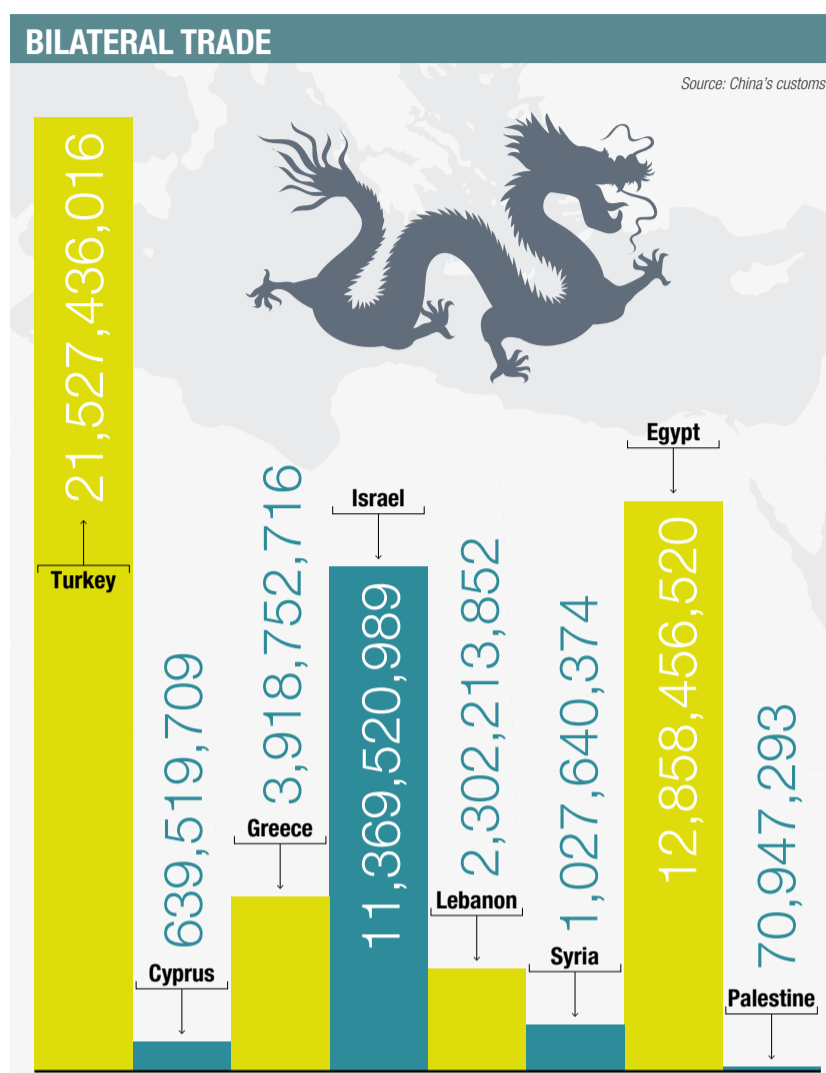 BILATERAL TRADE
Source: China's customs
21,527,436,016
Turkey
639,519,709
Cyprus
3,918,752,716
Greece
Israel
11,369,520,989
2,302,213,852
Lebanon
1,027,640,374
Syria
Egypt
12,858,456,520
70,947,293
Palestine